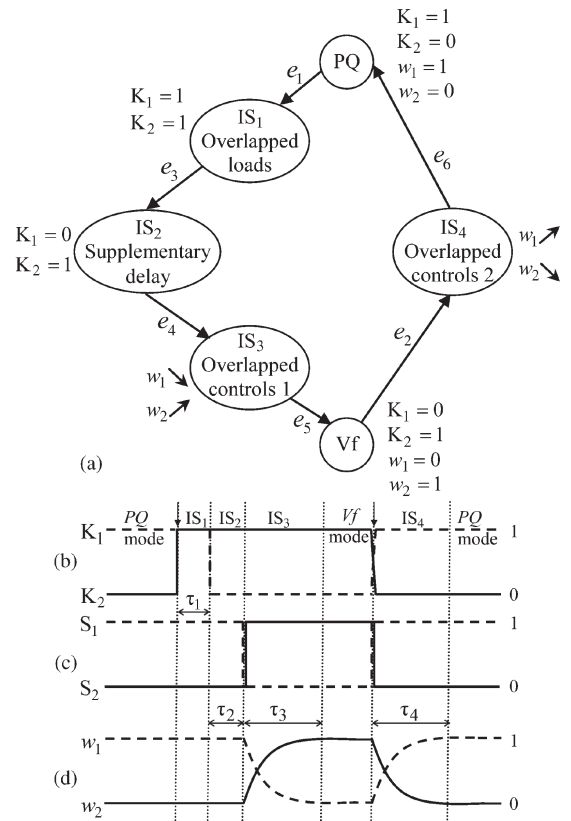 K₁ = 1
K₂ = 0
w₁ = 1
w₂ = 0
PQ
e₁
K₁ = 1
K₂ = 1
IS₁
Overlapped
loads
e₃
e₆
K₁ = 0
K₂ = 1
IS₂
Supplementary
delay
IS₄
Overlapped
controls 2
w₁
w₂
e₄
e₂
IS₃
Overlapped
controls 1
w₁
w₂
e₅
Vf
K₁ = 0
K₂ = 1
w₁ = 0
w₂ = 1
(a)
PQ
mode
IS₁
IS₂
IS₃
Vf
mode
IS₄
PQ
mode
K₁
1
(b)
K₂
0
τ₁
S₁
1
(c)
S₂
0
τ₂
τ₃
τ₄
w₁
1
(d)
w₂
0